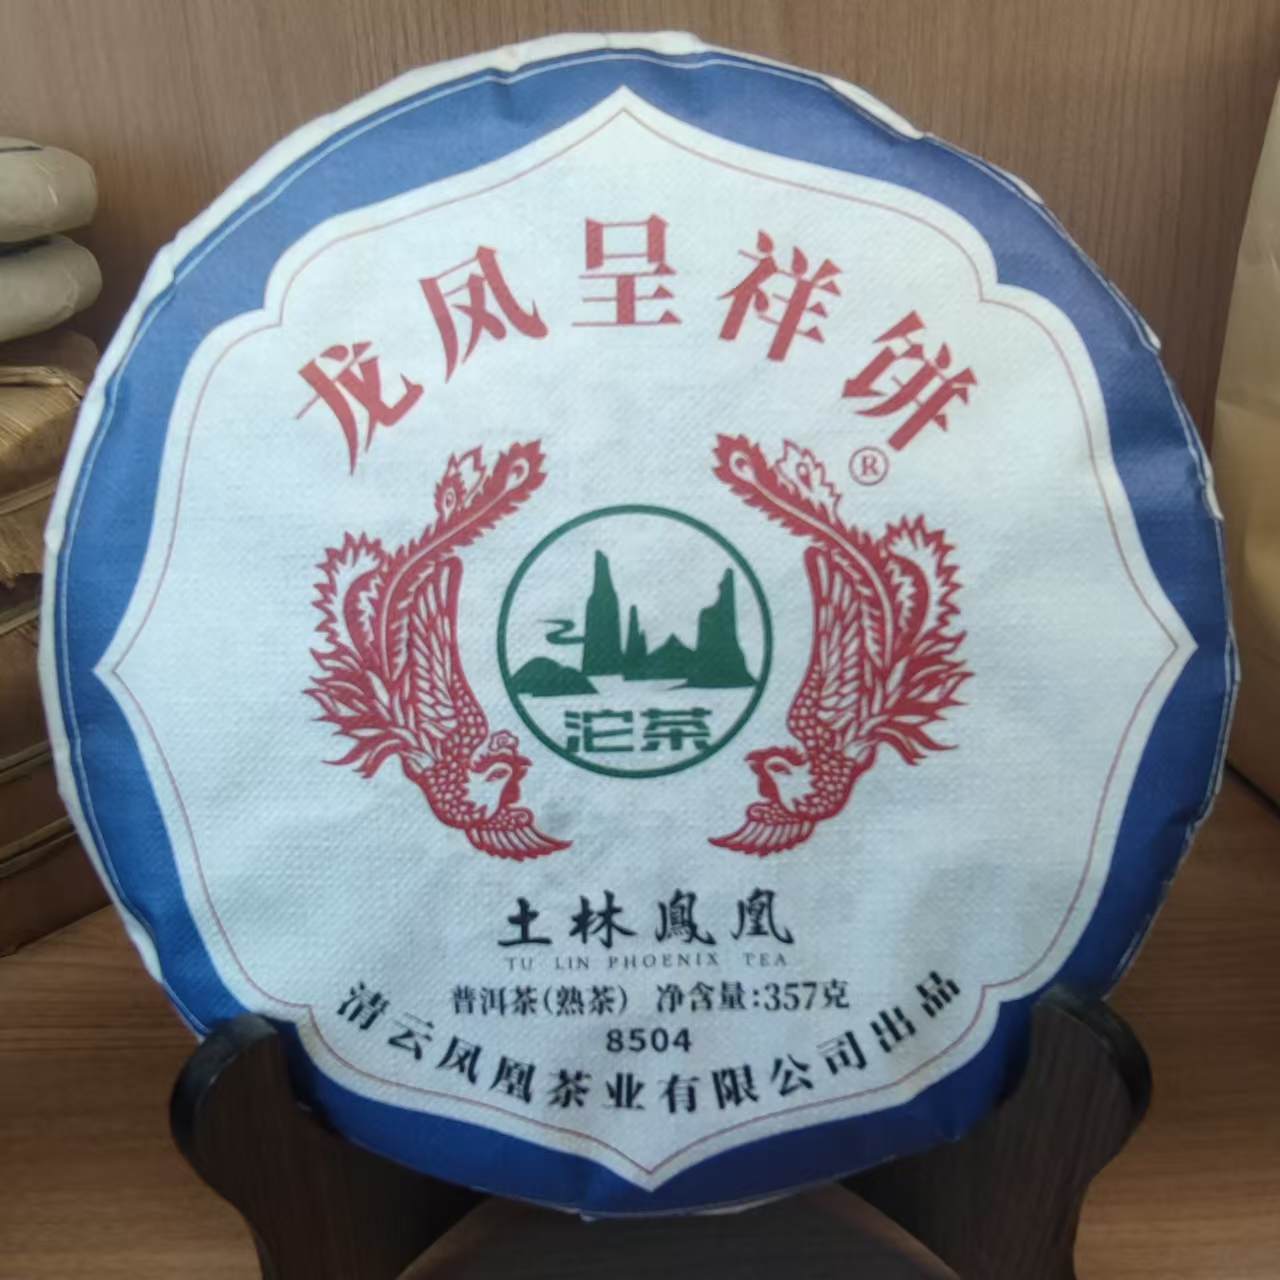 龙凤呈祥饼
®
沱茶
土林鳳凰
TU LIN PHOENIX TEA
普洱茶(熟茶) 净含量:357克
8504
清云凤凰茶业有限公司出品